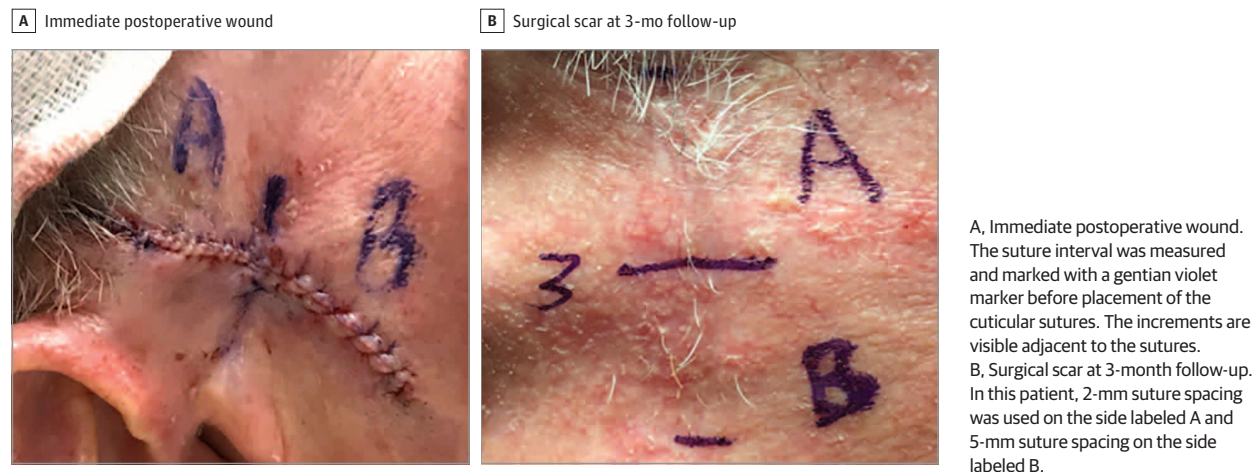 A Immediate postoperative wound
B Surgical scar at 3-mo follow-up
A
B
A
3
B
A, Immediate postoperative wound.
The suture interval was measured
and marked with a gentian violet
marker before placement of the
cuticular sutures. The increments are
visible adjacent to the sutures.
B, Surgical scar at 3-month follow-up.
In this patient, 2-mm suture spacing
was used on the side labeled A and
5-mm suture spacing on the side
labeled B.